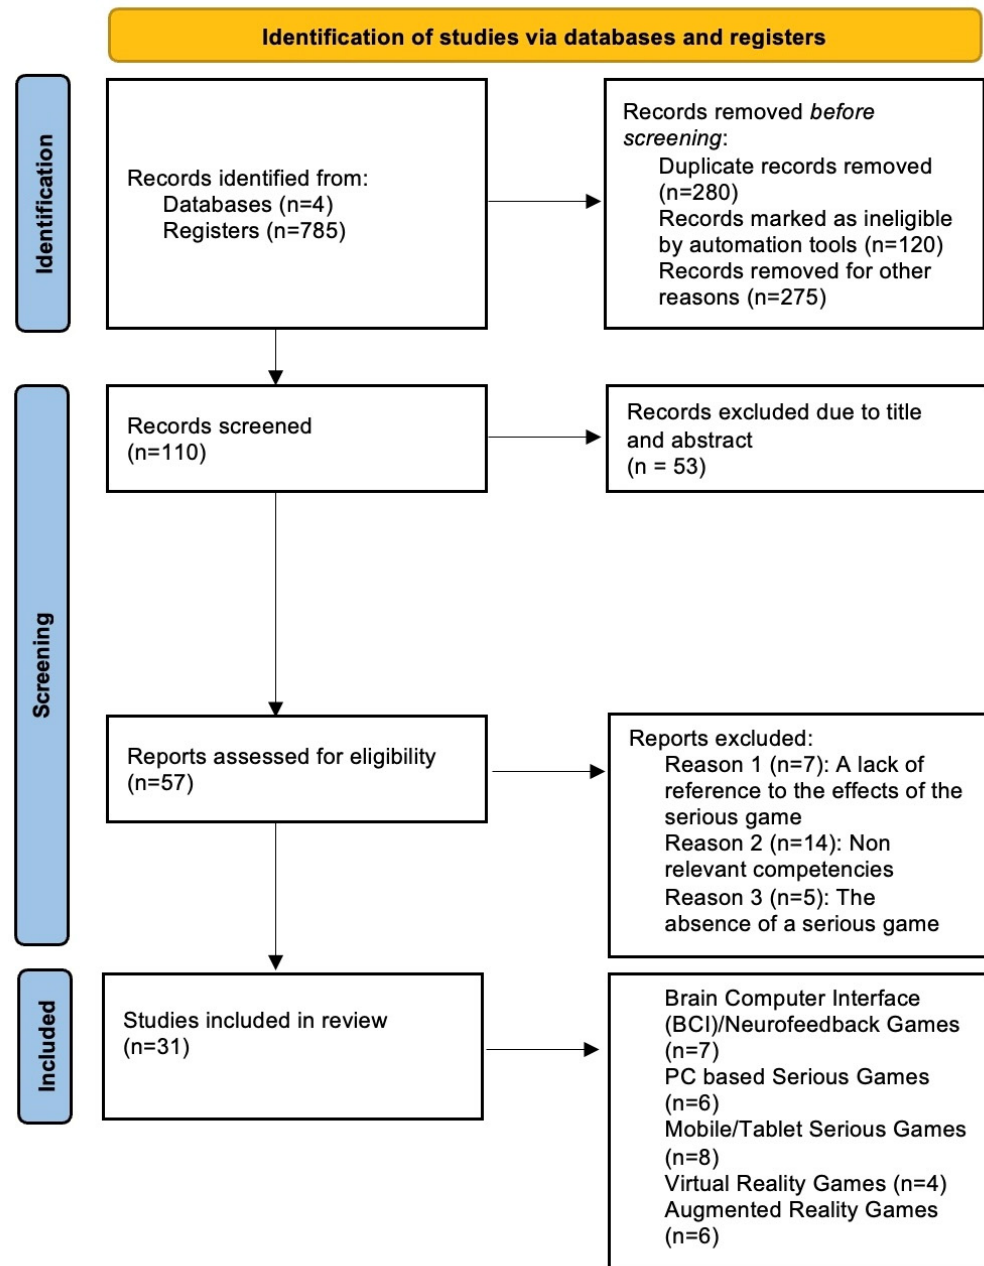 Identification of studies via databases and registers
Identification
Records identified from:
Databases (n=4)
Registers (n=785)
Records removed before
screening:
Duplicate records removed
(n=280)
Records marked as ineligible
by automation tools (n=120)
Records removed for other
reasons (n=275)
Screening
Records screened
(n=110)
Records excluded due to title
and abstract
(n = 53)
Reports assessed for eligibility
(n=57)
Reports excluded:
Reason 1 (n=7): A lack of
reference to the effects of the
serious game
Reason 2 (n=14): Non
relevant competencies
Reason 3 (n=5): The
absence of a serious game
Included
Studies included in review
(n=31)
Brain Computer Interface
(BCI)/Neurofeedback Games
(n=7)
PC based Serious Games
(n=6)
Mobile/Tablet Serious Games
(n=8)
Virtual Reality Games (n=4)
Augmented Reality Games
(n=6)